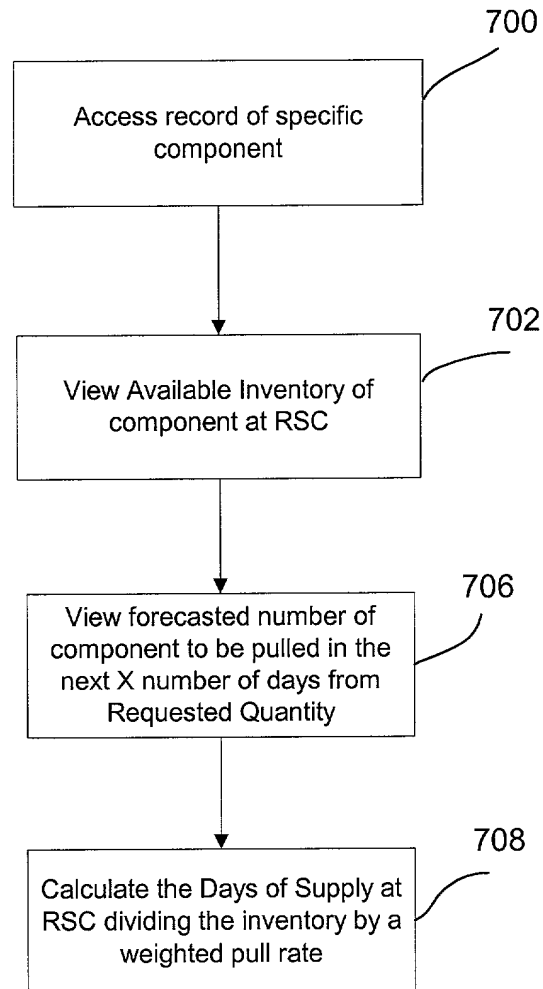 700
Access record of specific
component
702
View Available Inventory of
component at RSC
706
View forecasted number of
component to be pulled in the
next X number of days from
Requested Quantity
708
Calculate the Days of Supply at
RSC dividing the inventory by a
weighted pull rate